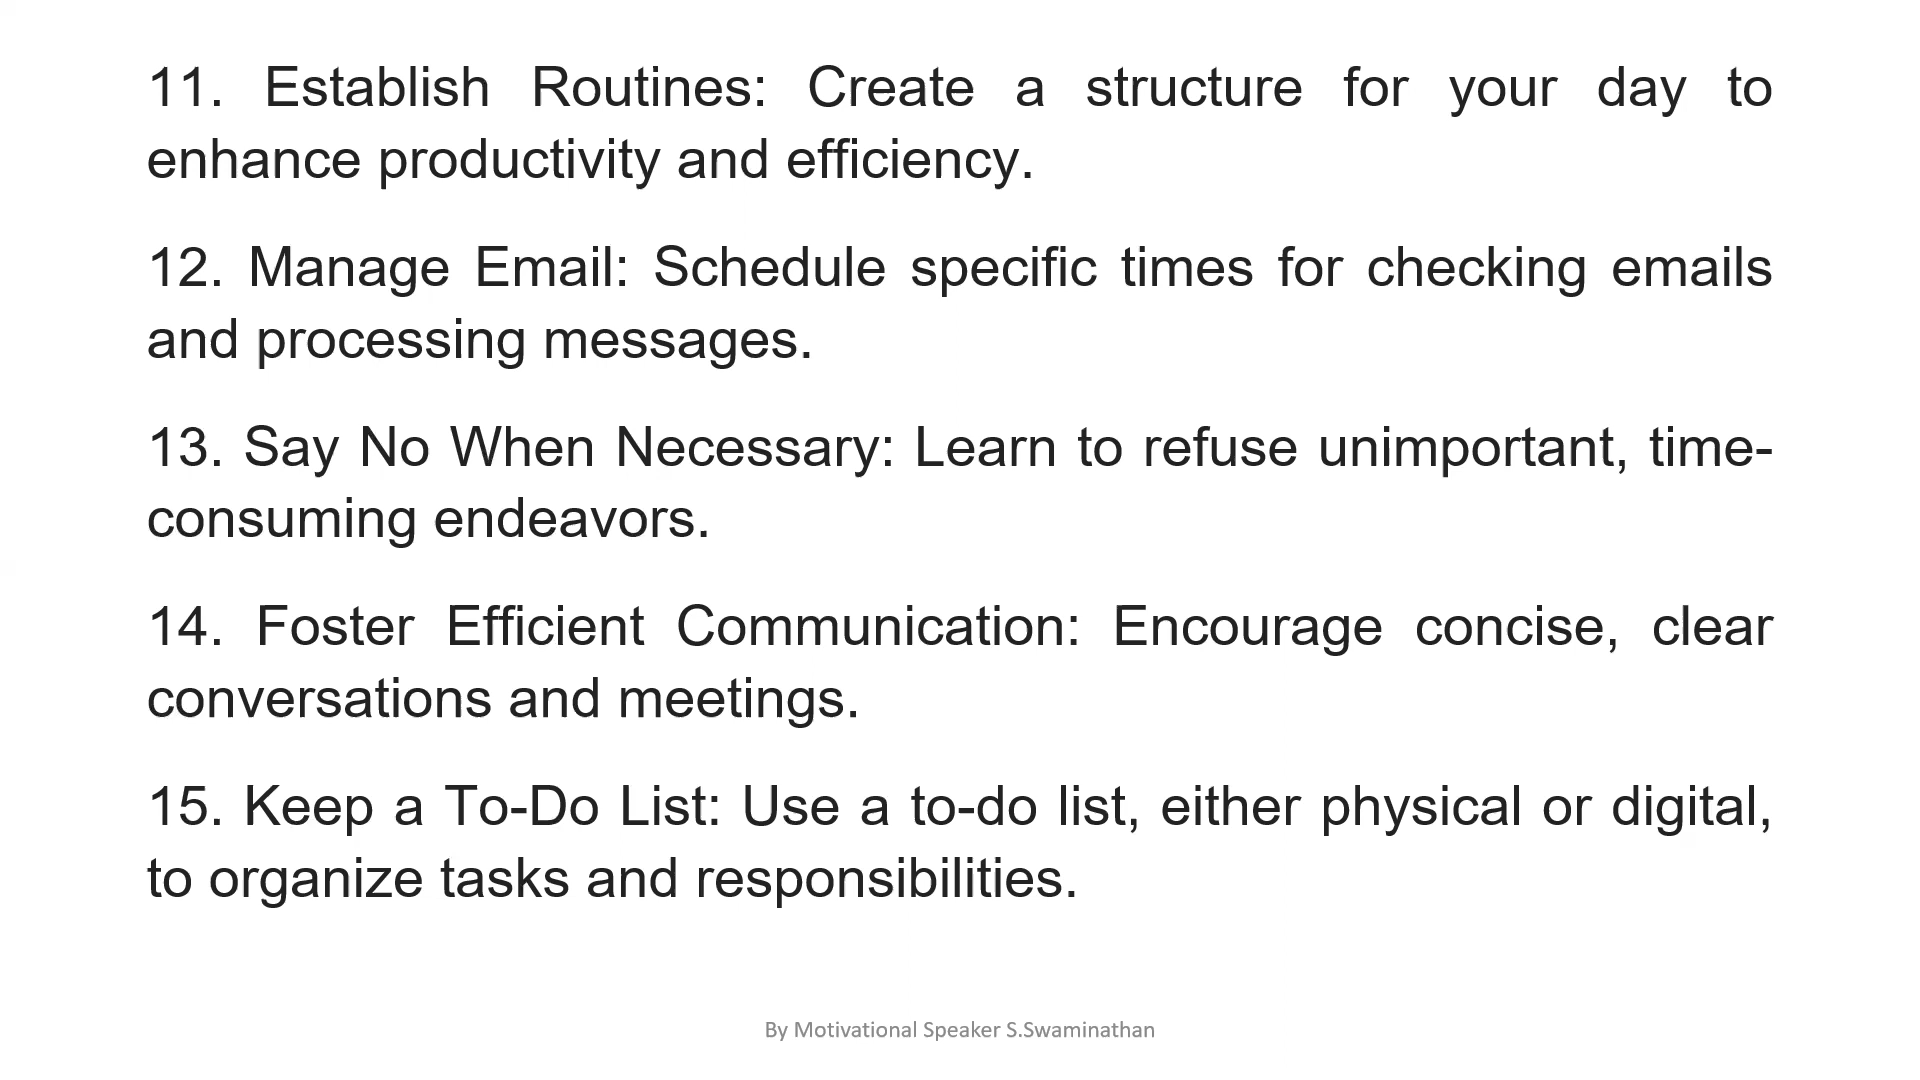 11. Establish Routines: Create a structure for your day to
enhance productivity and efficiency.
12. Manage Email: Schedule specific times for checking emails
and processing messages.
13. Say No When Necessary: Learn to refuse unimportant, time-
consuming endeavors.
14. Foster Efficient Communication: Encourage concise, clear
conversations and meetings.
15. Keep a To-Do List: Use a to-do list, either physical or digital,
to organize tasks and responsibilities.
By Motivational Speaker S.Swaminathan